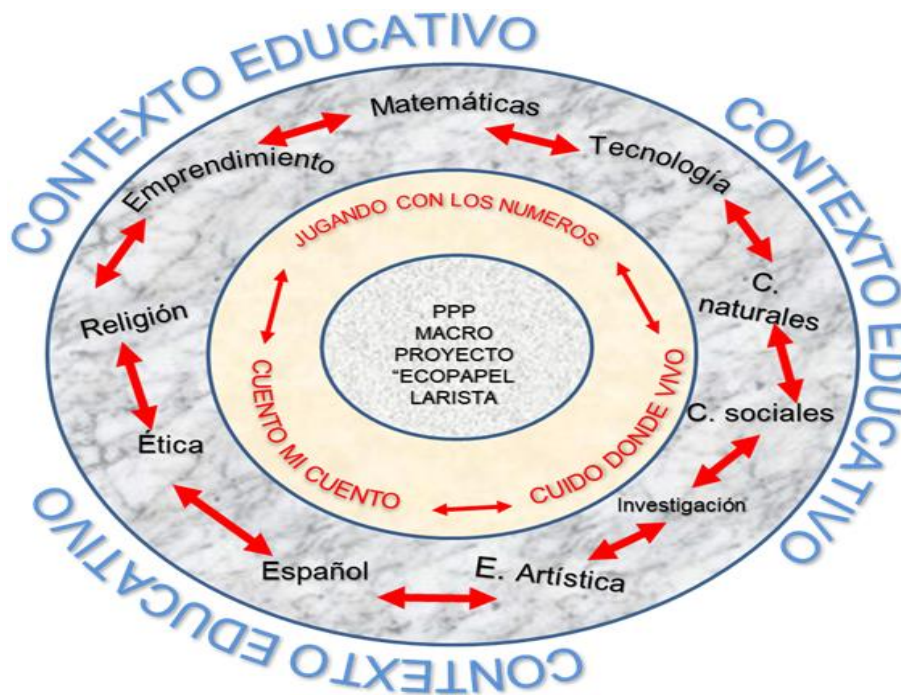 CONTEXTO EDUCATIVO
CONTEXTO EDUCATIVO
Matemáticas
Tecnología
C.
naturales
C. sociales
Investigación
E. Artística
Español
Ética
Religión
Emprendimiento
JUGANDO CON LOS NUMEROS
CUIDO DONDE VIVO
CUENTO MI CUENTO
PPP
MACRO
PROYECTO
“ECOPAPEL
LARISTA
CONTEXTO EDUCATIVO